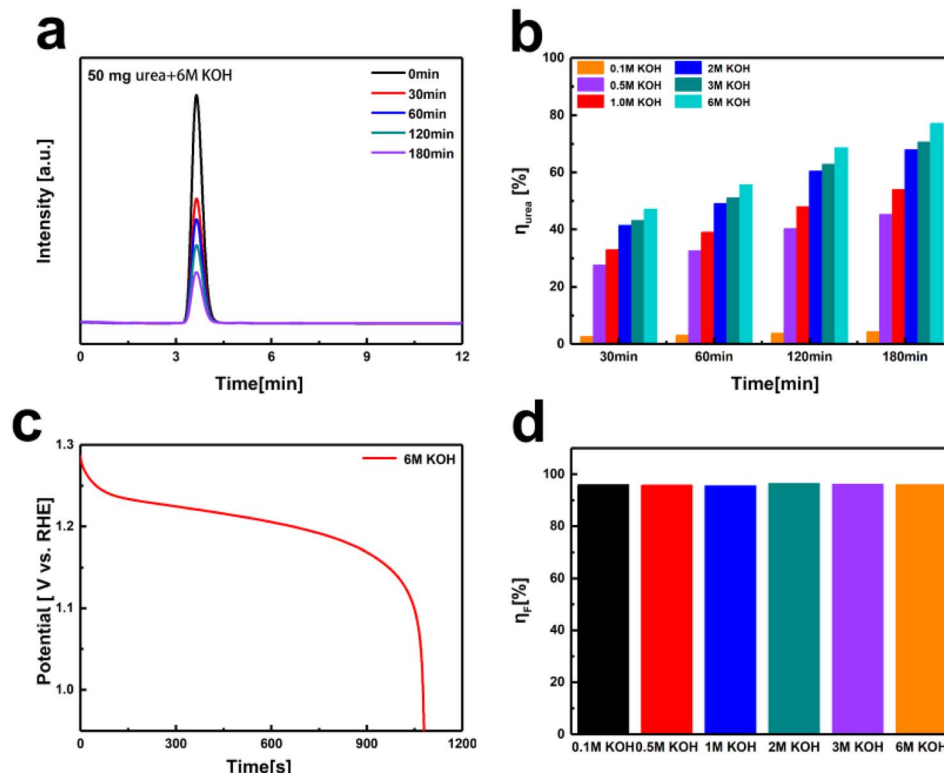 a
50 mg urea+6M KOH
0min
30min
60min
120min
180min
Intensity [a.u.]
0 3 6 9 12
Time[min]
b
0.1M KOH 2M KOH
0.5M KOH 3M KOH
1.0M KOH 6M KOH
ηurea [%]
100
80
60
40
20
0
30min 60min 120min 180min
Time[min]
c
6M KOH
Potential [ V vs. RHE]
1.3
1.2
1.1
1.0
0 300 600 900 1200
Time[s]
d
ηF[%]
100
80
60
40
20
0
0.1M KOH 0.5M KOH 1M KOH 2M KOH 3M KOH 6M KOH